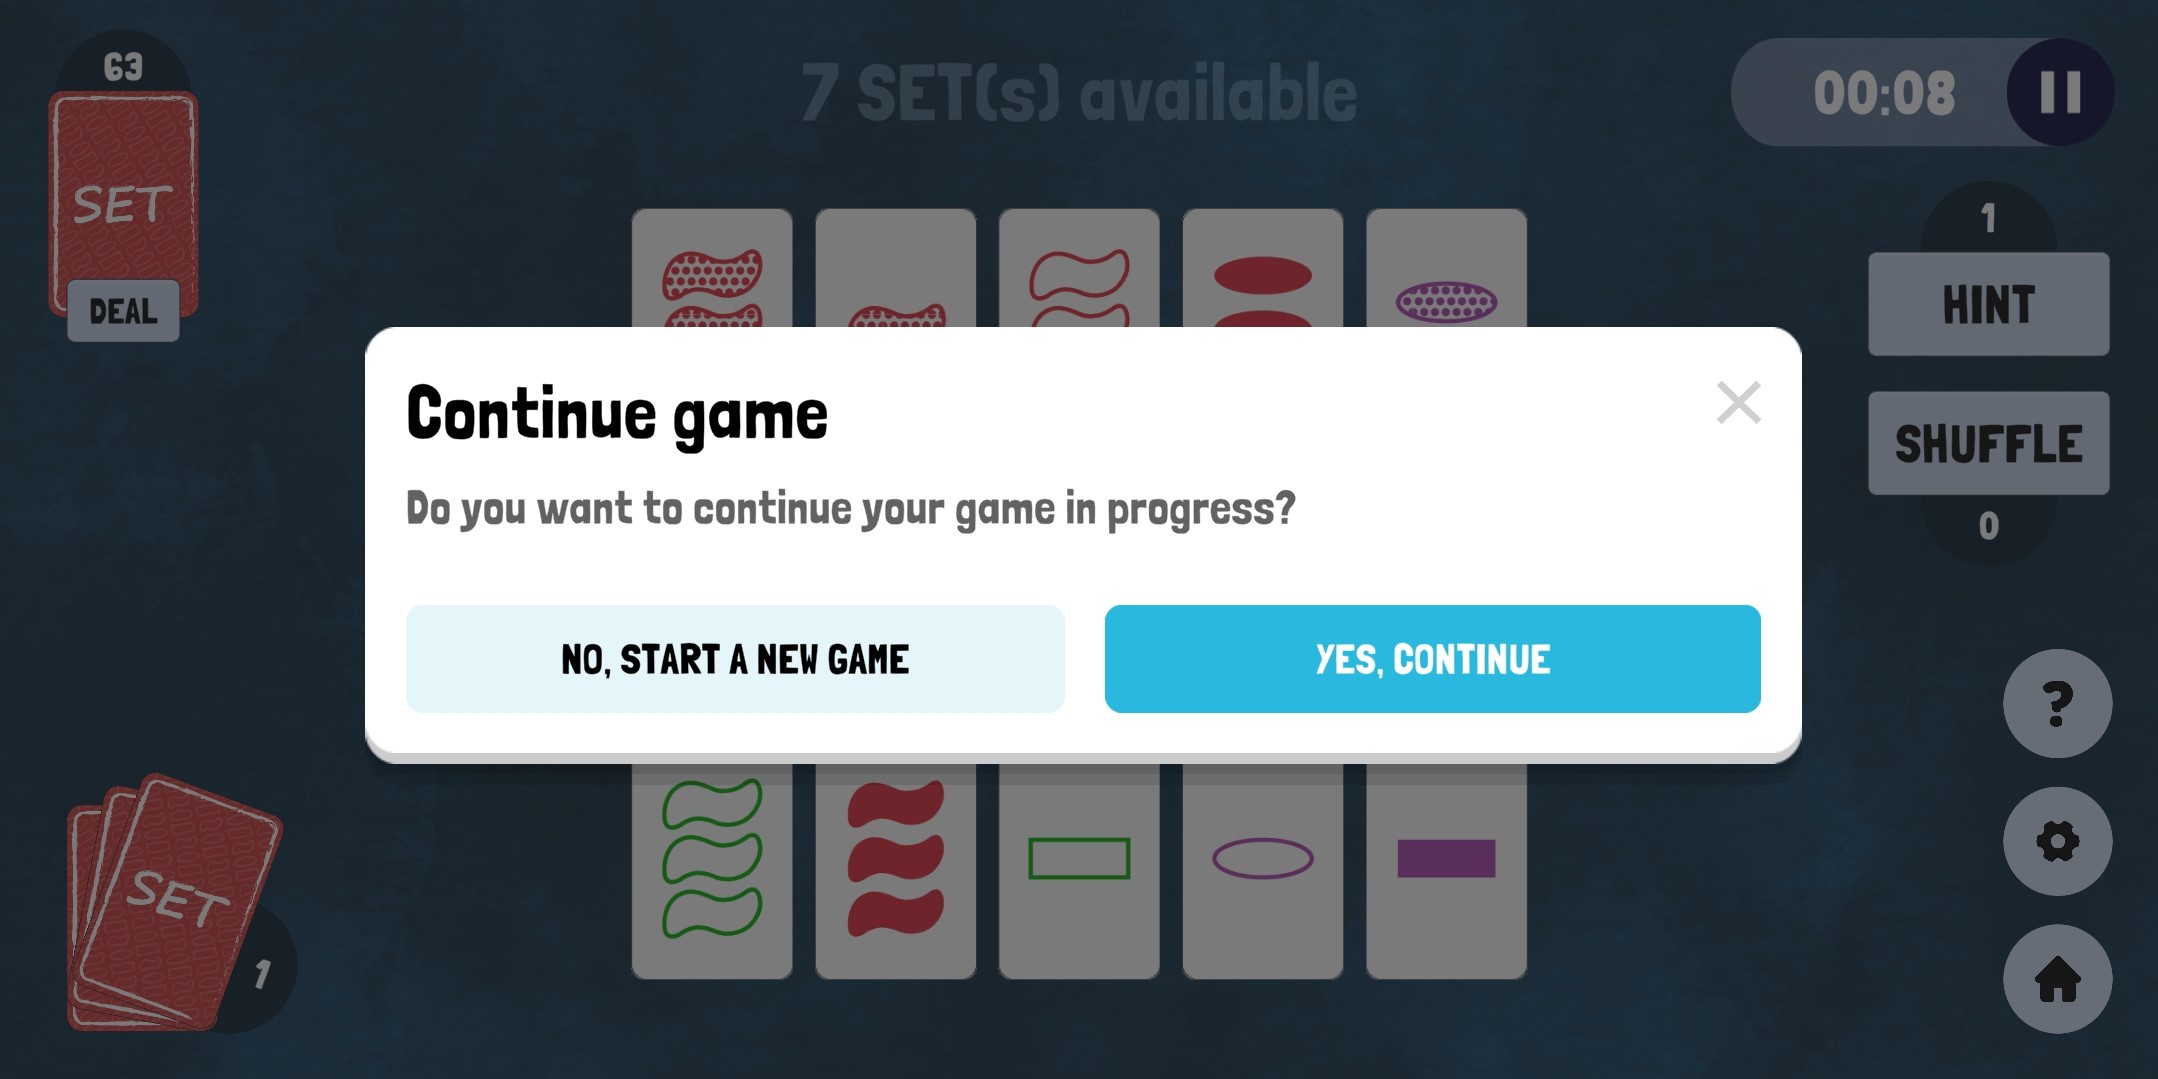 63
7 SET(s) available
00:08
SET
DEAL
1
HINT
SHUFFLE
0
Continue game
Do you want to continue your game in progress?
NO, START A NEW GAME
YES, CONTINUE
?
SET
1